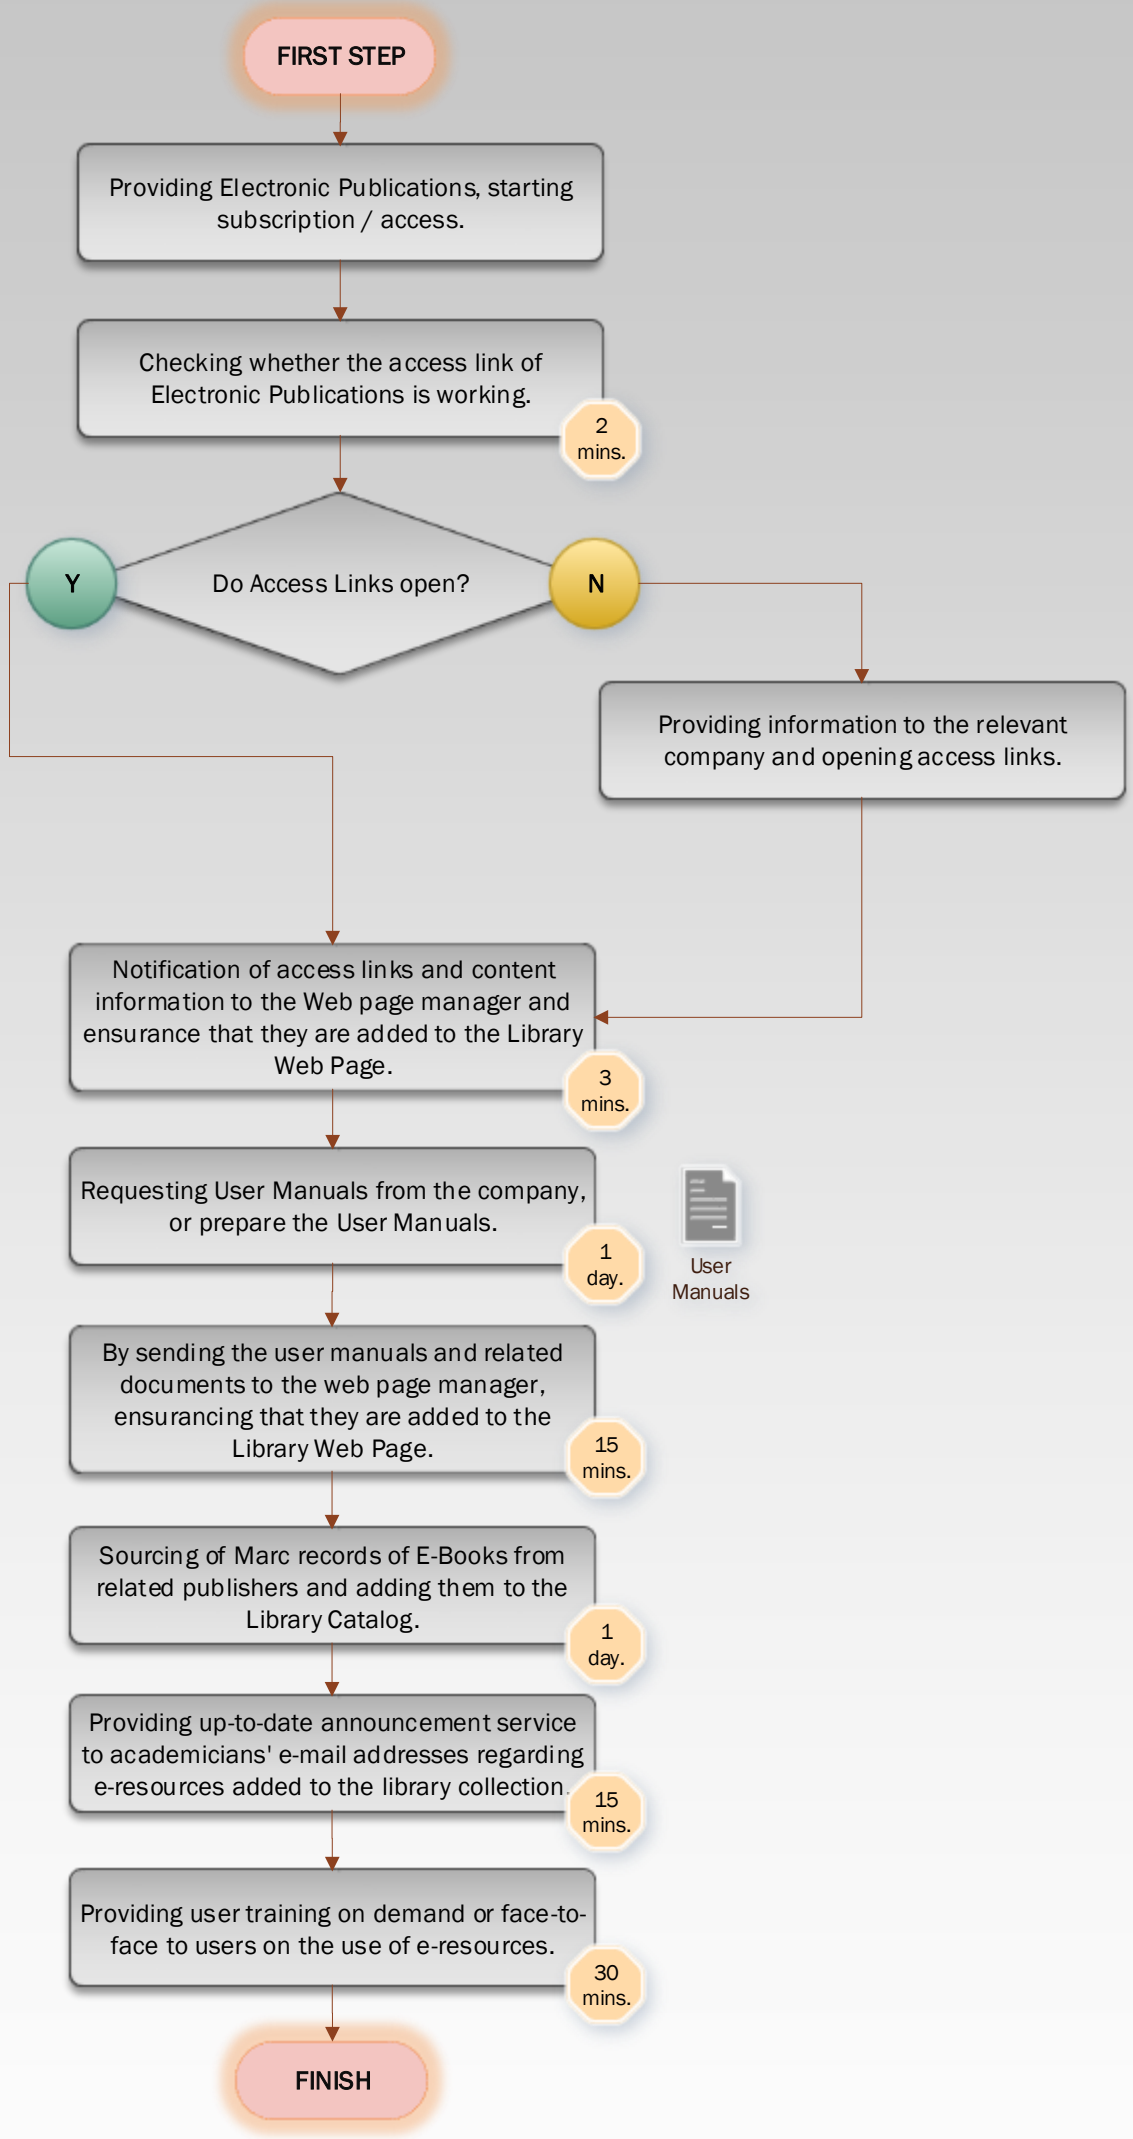 FIRST STEP
Providing Electronic Publications, starting
subscription / access.
Checking whether the access link of
Electronic Publications is working.
2
mins.
Y
Do Access Links open?
N
Providing information to the relevant
company and opening access links.
Notification of access links and content
information to the Web page manager and
ensurance that they are added to the Library
Web Page.
3
mins.
Requesting User Manuals from the company,
or prepare the User Manuals.
1
day.
User
Manuals
By sending the user manuals and related
documents to the web page manager,
ensurancing that they are added to the
Library Web Page.
15
mins.
Sourcing of Marc records of E-Books from
related publishers and adding them to the
Library Catalog.
1
day.
Providing up-to-date announcement service
to academicians' e-mail addresses regarding
e-resources added to the library collection.
15
mins.
Providing user training on demand or face-to-
face to users on the use of e-resources.
30
mins.
FINISH